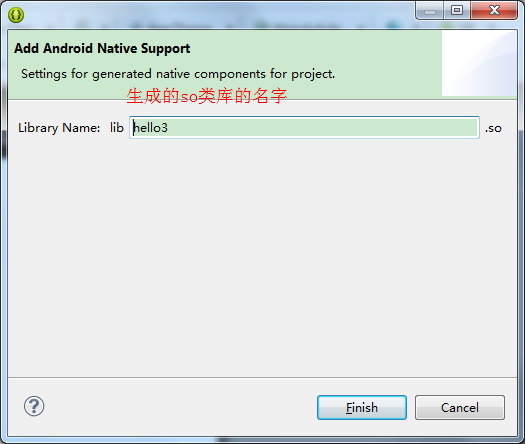 Add Android Native Support
Settings for generated native components for project.
生成的so类库的名字
Library Name: lib hello3 .so
Finish Cancel